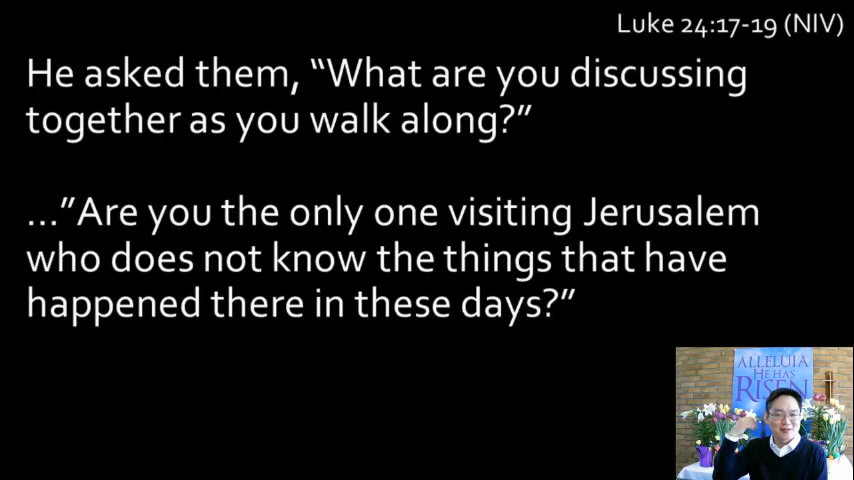 Luke 24:17-19 (NIV)
He asked them, “What are you discussing
together as you walk along?”
...”Are you the only one visiting Jerusalem
who does not know the things that have
happened there in these days?”
ALLELUIA
HE HAS
RISEN